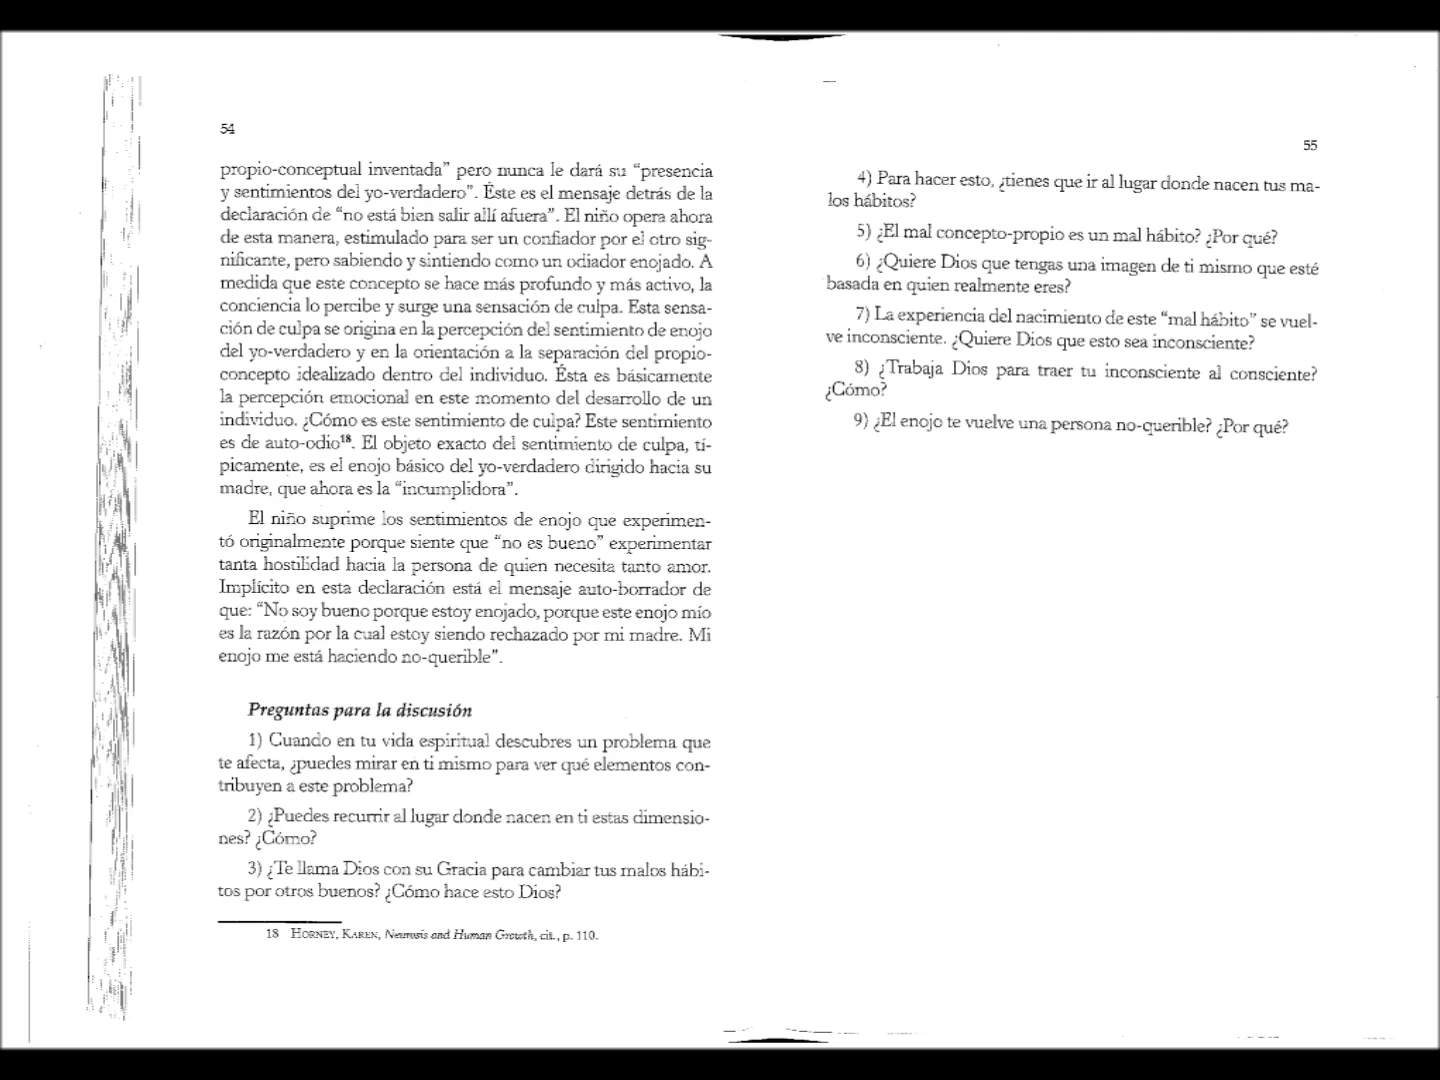 54
propio-conceptual inventada” pero nunca le dará su “presencia
y sentimientos del yo-verdadero”. Éste es el mensaje detrás de la
declaración de “no está bien salir allí afuera”. El niño opera ahora
de esta manera, estimulado para ser un confiador por el otro sig-
nificante, pero sabiendo y sintiendo como un odiador enojado. A
medida que este concepto se hace más profundo y más activo, la
conciencia lo percibe y surge una sensación de culpa. Esta sensa-
ción de culpa se origina en la percepción del sentimiento de enojo
del yo-verdadero y en la orientación a la separación del propio-
concepto idealizado dentro del individuo. Ésta es básicamente
la percepción emocional en este momento del desarrollo de un
individuo. ¿Cómo es este sentimiento de culpa? Este sentimiento
es de auto-odio¹⁸. El objeto exacto del sentimiento de culpa, tí-
picamente, es el enojo básico del yo-verdadero dirigido hacia su
madre, que ahora es la “incumplidora”.
El niño suprime los sentimientos de enojo que experimen-
tó originalmente porque siente que “no es bueno” experimentar
tanta hostilidad hacia la persona de quien necesita tanto amor.
Implícito en esta declaración está el mensaje auto-borrador de
que: “No soy bueno porque estoy enojado, porque este enojo mío
es la razón por la cual estoy siendo rechazado por mi madre. Mi
enojo me está haciendo no-querible”.
Preguntas para la discusión
1) Cuando en tu vida espiritual descubres un problema que
te afecta, ¿puedes mirar en ti mismo para ver qué elementos con-
tribuyen a este problema?
2) ¿Puedes recurrir al lugar donde nacen en ti estas dimensio-
nes? ¿Cómo?
3) ¿Te llama Dios con su Gracia para cambiar tus malos hábi-
tos por otros buenos? ¿Cómo hace esto Dios?
18 HORNEY, KAREN, Neurosis and Human Growth, cit., p. 110.
55
4) Para hacer esto, ¿tienes que ir al lugar donde nacen tus ma-
los hábitos?
5) ¿El mal concepto-propio es un mal hábito? ¿Por qué?
6) ¿Quiere Dios que tengas una imagen de ti mismo que esté
basada en quien realmente eres?
7) La experiencia del nacimiento de este “mal hábito” se vuel-
ve inconsciente. ¿Quiere Dios que esto sea inconsciente?
8) ¿Trabaja Dios para traer tu inconsciente al consciente?
¿Cómo?
9) ¿El enojo te vuelve una persona no-querible? ¿Por qué?